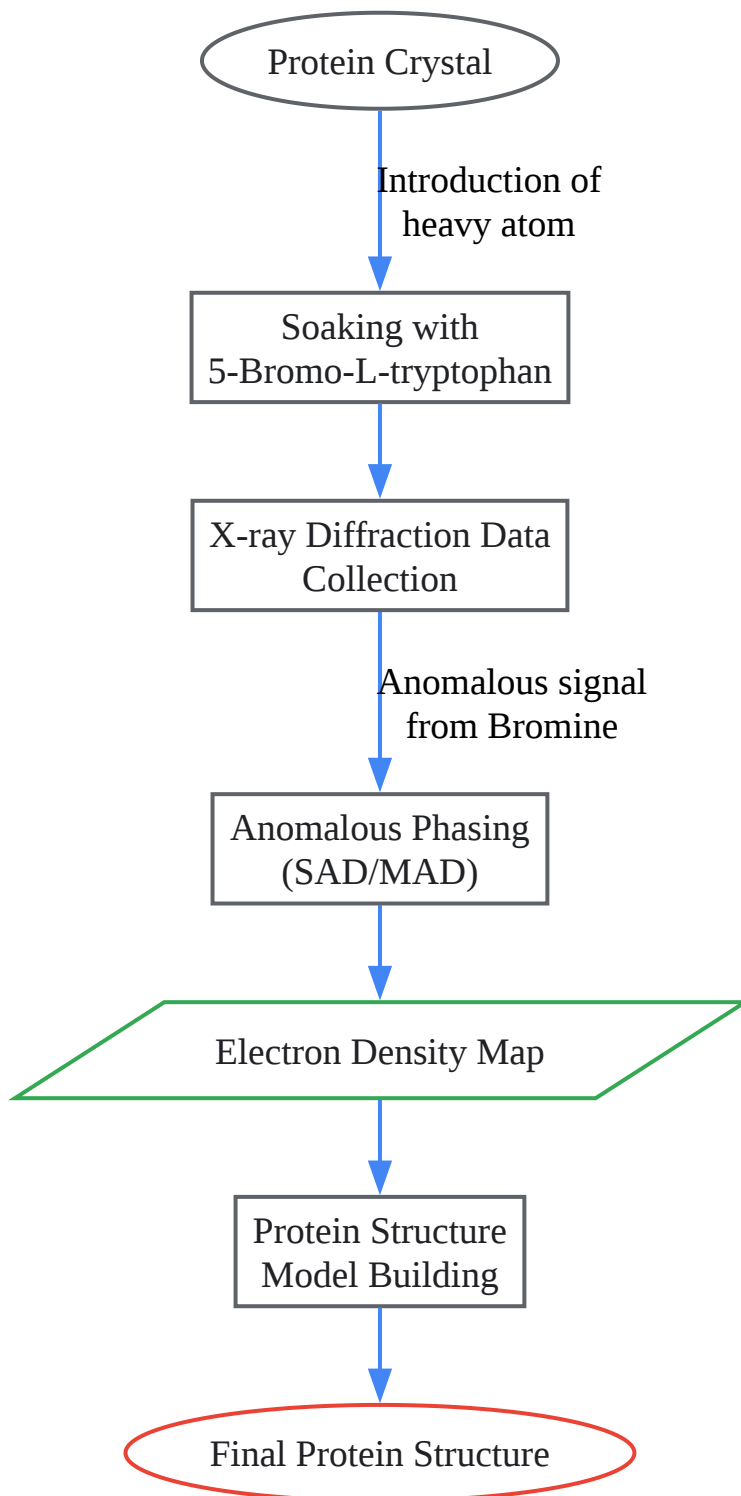 Protein Crystal
Introduction of
heavy atom
Soaking with
5-Bromo-L-tryptophan
X-ray Diffraction Data
Collection
Anomalous signal
from Bromine
Anomalous Phasing
(SAD/MAD)
Electron Density Map
Protein Structure
Model Building
Final Protein Structure